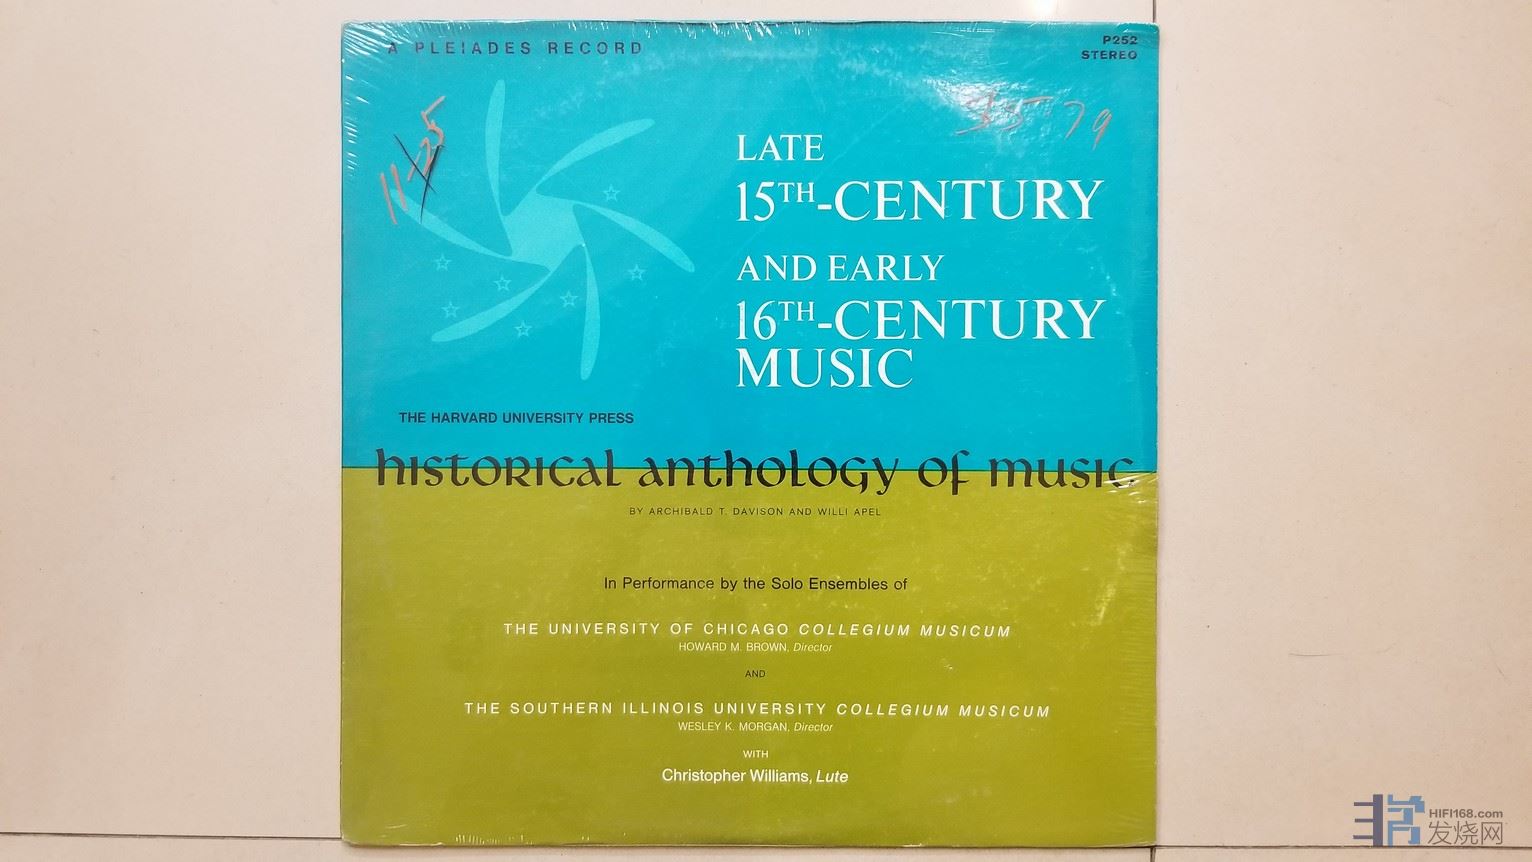 A PLEIADES RECORD
P252
STEREO
11 25
79
LATE
15TH-CENTURY
AND EARLY
16TH-CENTURY
MUSIC
THE HARVARD UNIVERSITY PRESS
historical anthology of music
BY ARCHIBALD T. DAVISON AND WILLI APEL
In Performance by the Solo Ensembles of
THE UNIVERSITY OF CHICAGO COLLEGIUM MUSICUM
HOWARD M. BROWN, Director
AND
THE SOUTHERN ILLINOIS UNIVERSITY COLLEGIUM MUSICUM
WESLEY K. MORGAN, Director
WITH
Christopher Williams, Lute
HIFI168.com
发烧网